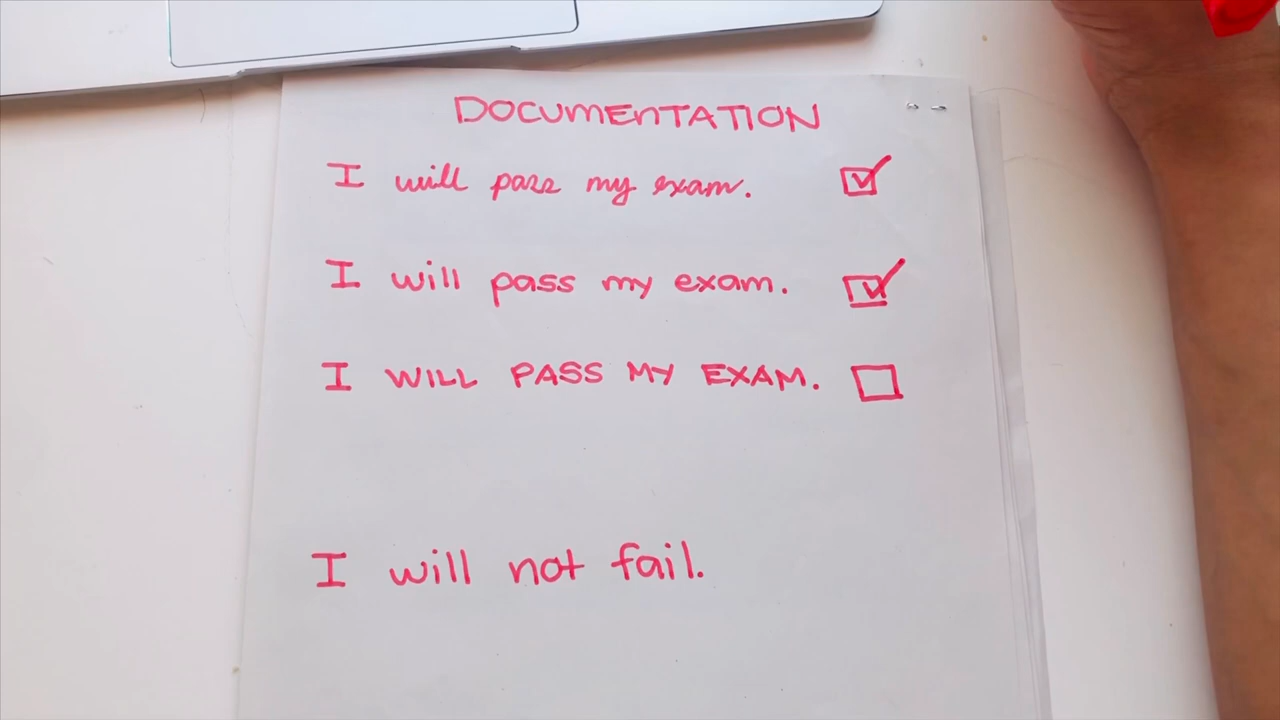 DOCUMENTATION
I will pass my exam.
I will pass my exam.
I WILL PASS MY EXAM.
I will not fail.